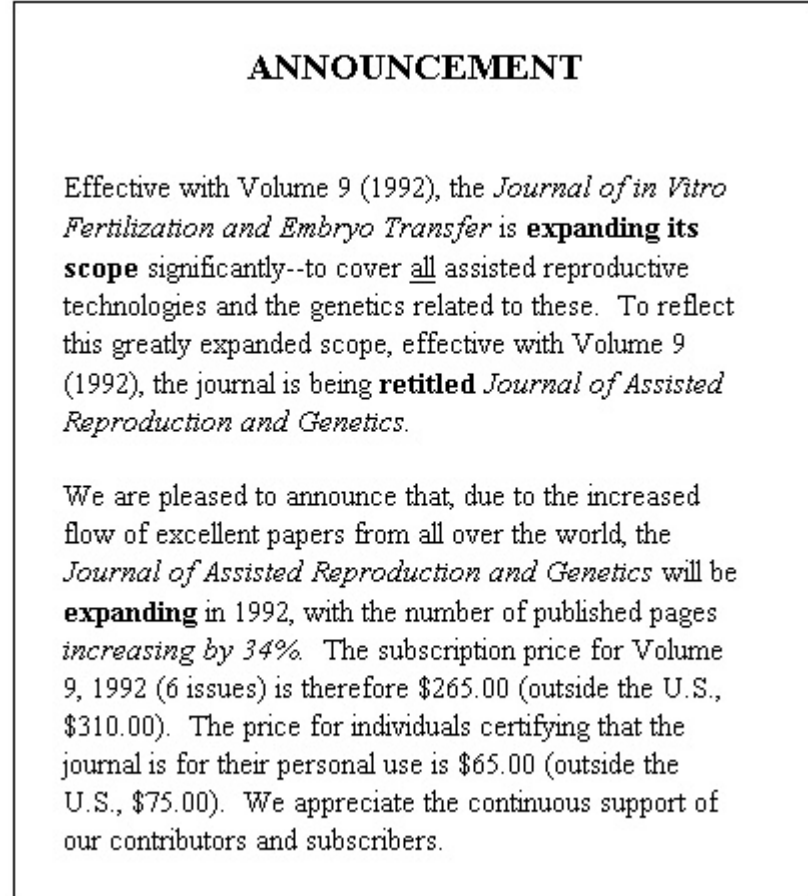 ANNOUNCEMENT
Effective with Volume 9 (1992), the Journal of in Vitro
Fertilization and Embryo Transfer is expanding its
scope significantly--to cover all assisted reproductive
technologies and the genetics related to these. To reflect
this greatly expanded scope, effective with Volume 9
(1992), the journal is being retitled Journal of Assisted
Reproduction and Genetics.
We are pleased to announce that, due to the increased
flow of excellent papers from all over the world, the
Journal of Assisted Reproduction and Genetics will be
expanding in 1992, with the number of published pages
increasing by 34%. The subscription price for Volume
9, 1992 (6 issues) is therefore $265.00 (outside the U.S.,
$310.00). The price for individuals certifying that the
journal is for their personal use is $65.00 (outside the
U.S., $75.00). We appreciate the continuous support of
our contributors and subscribers.